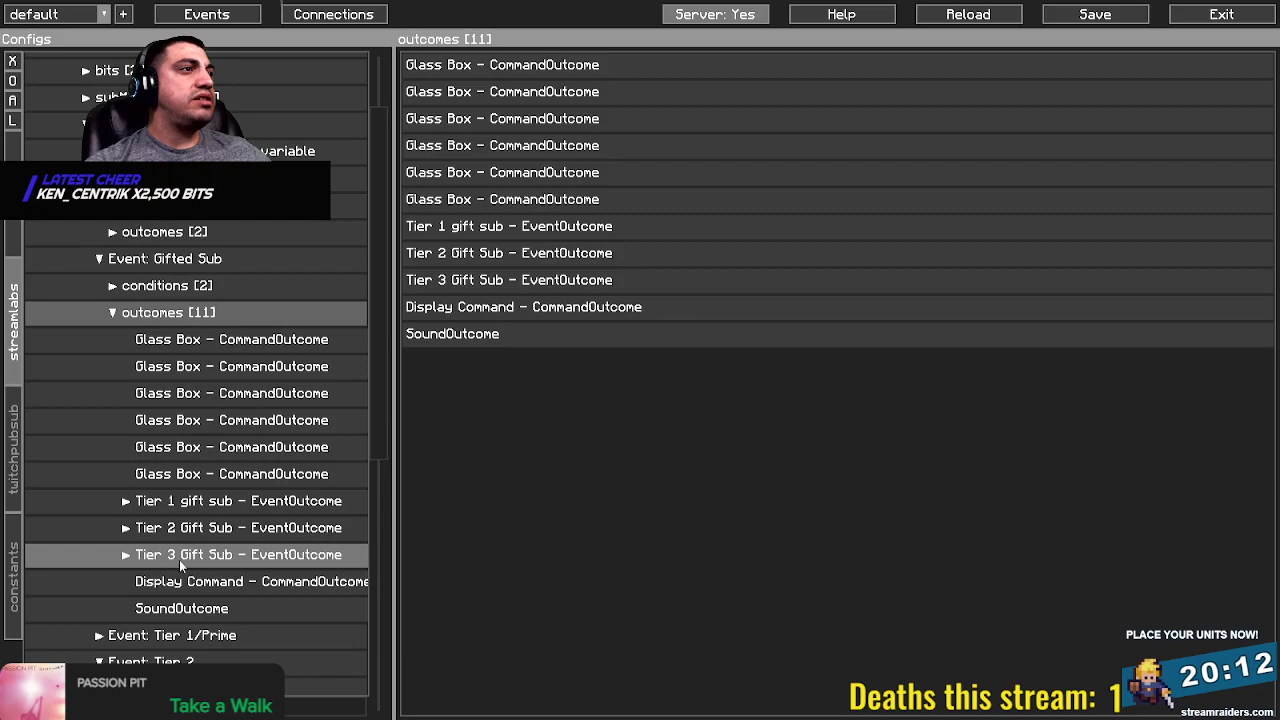 default
+
Events
Connections
Server: Yes
Help
Reload
Save
Exit
Configs
outcomes [11]
X
O
A
L
streamlabs
twitchpubsub
constants
bits
variable
LATEST CHEER
KEN_CENTRIK X2,500 BITS
outcomes [2]
Event: Gifted Sub
conditions [2]
outcomes [11]
Glass Box - CommandOutcome
Glass Box - CommandOutcome
Glass Box - CommandOutcome
Glass Box - CommandOutcome
Glass Box - CommandOutcome
Glass Box - CommandOutcome
Tier 1 gift sub - EventOutcome
Tier 2 Gift Sub - EventOutcome
Tier 3 Gift Sub - EventOutcome
Display Command - CommandOutcome
SoundOutcome
Event: Tier 1/Prime
Event: Tier 2
Glass Box - CommandOutcome
Glass Box - CommandOutcome
Glass Box - CommandOutcome
Glass Box - CommandOutcome
Glass Box - CommandOutcome
Glass Box - CommandOutcome
Tier 1 gift sub - EventOutcome
Tier 2 Gift Sub - EventOutcome
Tier 3 Gift Sub - EventOutcome
Display Command - CommandOutcome
SoundOutcome
PASSION PIT
PASSION PIT
Take a Walk
PLACE YOUR UNITS NOW!
20:12
Deaths this stream: 1
streamraiders.com